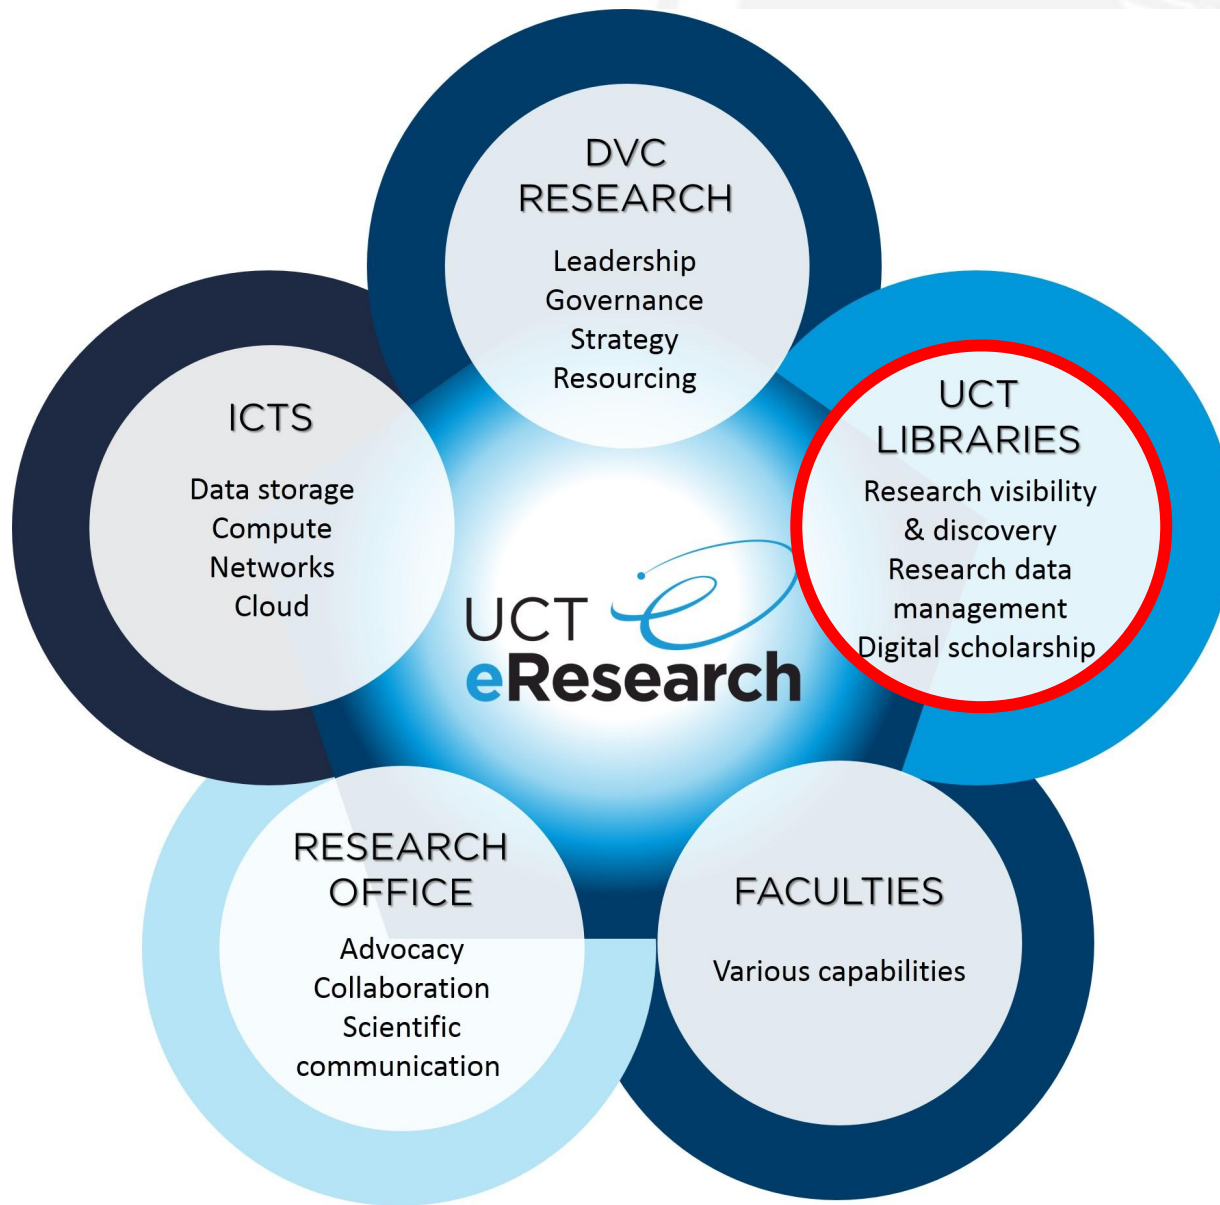 DVC
RESEARCH
Leadership
Governance
Strategy
Resourcing
ICTS
Data storage
Compute
Networks
Cloud
UCT
LIBRARIES
Research visibility
& discovery
Research data
management
Digital scholarship
UCT
eResearch
RESEARCH
OFFICE
Advocacy
Collaboration
Scientific
communication
FACULTIES
Various capabilities